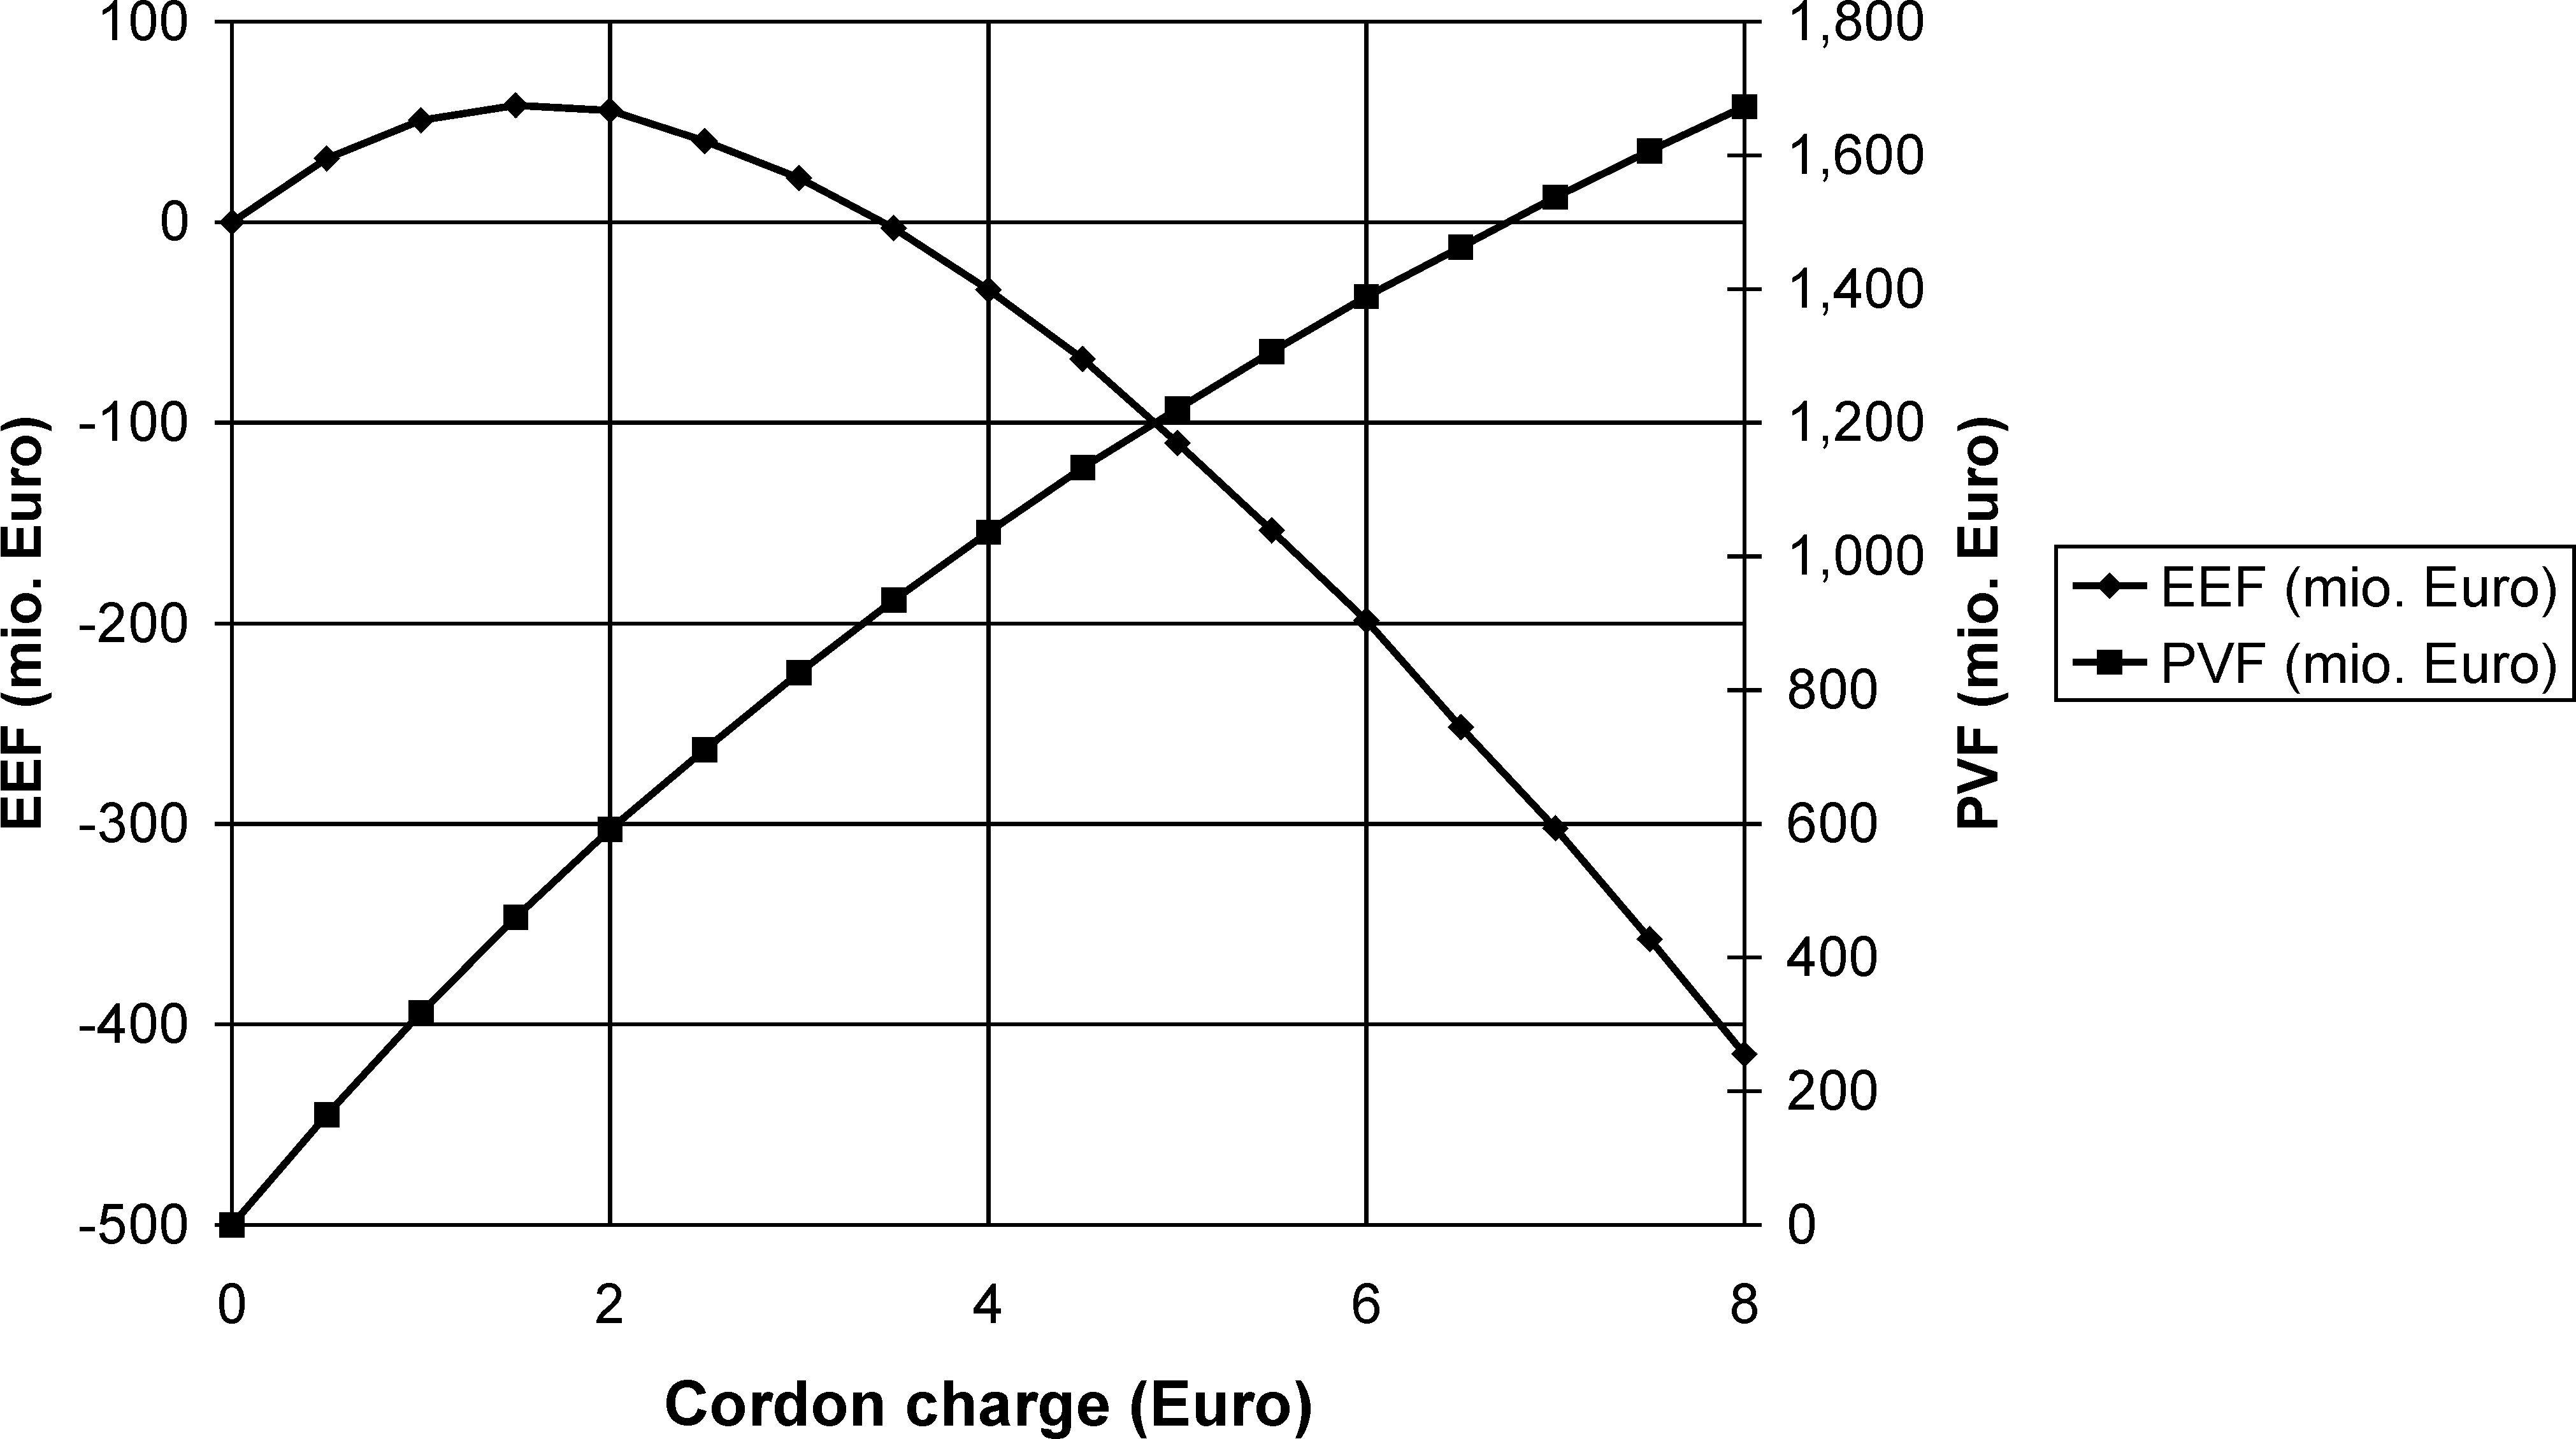 100
0
-100
-200
-300
-400
-500
EEF (mio. Euro)
1,800
1,600
1,400
1,200
1,000
800
600
400
200
0
PVF (mio. Euro)
EEF (mio. Euro)
PVF (mio. Euro)
0 2 4 6 8
Cordon charge (Euro)